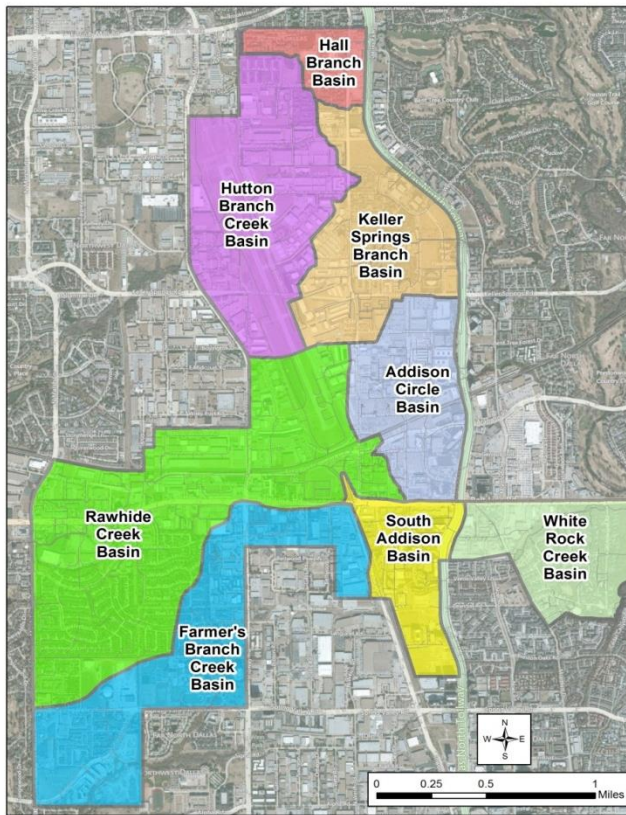 Hall
Branch
Basin
Hutton
Branch
Creek
Basin
Keller
Springs
Branch
Basin
Addison
Circle
Basin
Rawhide
Creek
Basin
South
Addison
Basin
White
Rock
Creek
Basin
Farmer's
Branch
Creek
Basin
N
W E
S
0 0.25 0.5 1
Miles